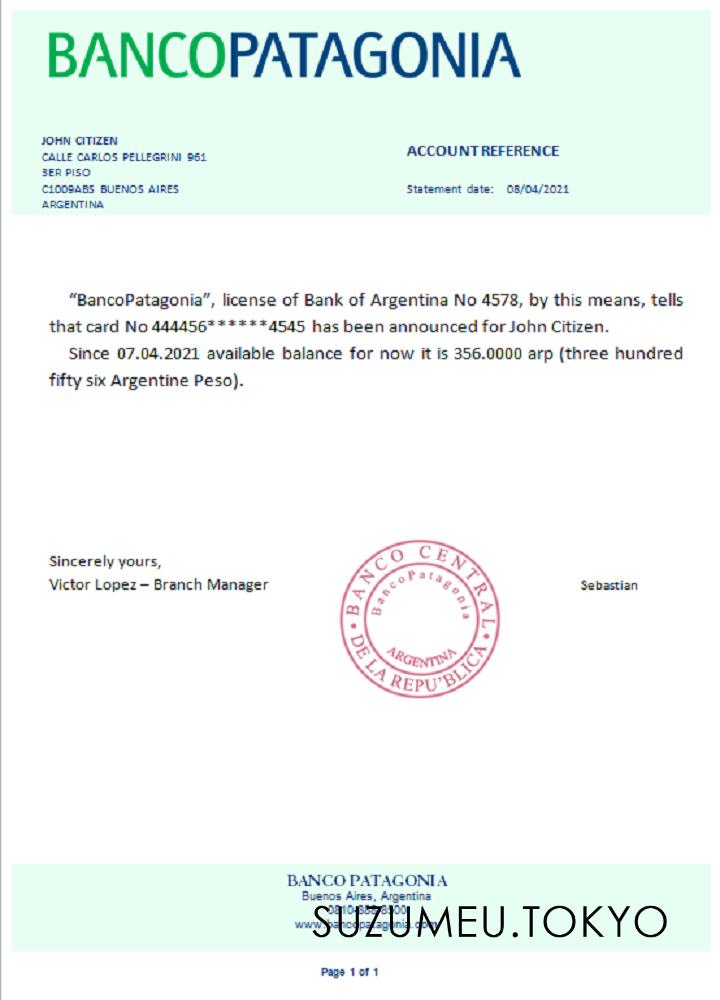 BANCOPATAGONIA
JOHN CITIZEN
CALLE CARLOS PELLEGRINI 961
3ER PISO
C1009ABS BUENOS AIRES
ARGENTINA
ACCOUNT REFERENCE
Statement date: 08/04/2021
“BancoPatagonia”, license of Bank of Argentina No 4578, by this means, tells
that card No 444456******4545 has been announced for John Citizen.
Since 07.04.2021 available balance for now it is 356.0000 arp (three hundred
fifty six Argentine Peso).
Sincerely yours,
Victor Lopez – Branch Manager
BANCO CENTRAL
DE LA REPU'BLICA
BancoPatagonia
ARGENTINA
Sebastian
BANCO PATAGONIA
Buenos Aires, Argentina
SUZUMEU.TOKYO
www.bancopatagonia.com
Page 1 of 1